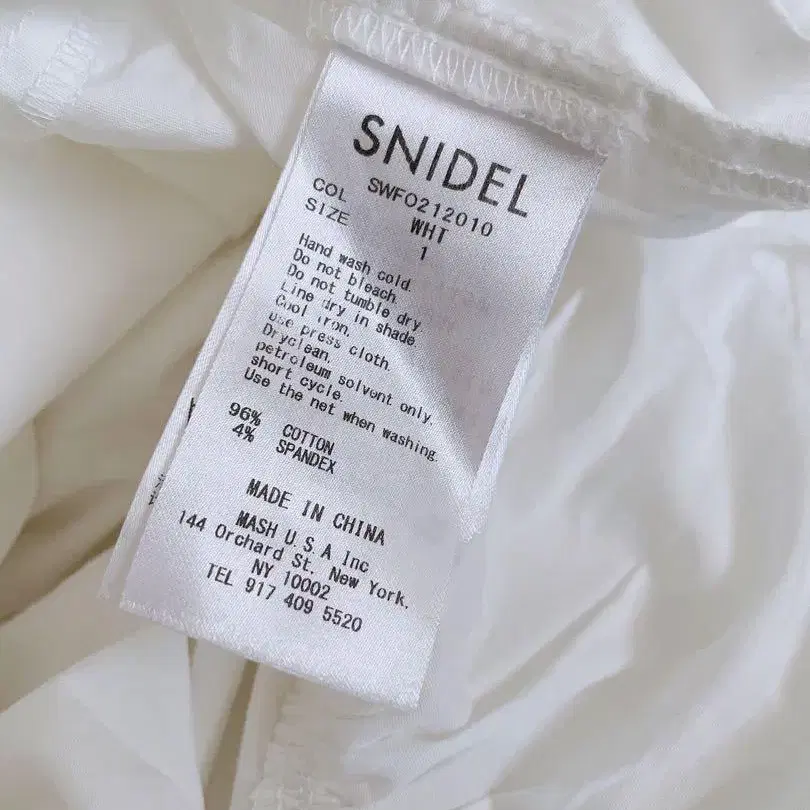 SNIDEL
SWFO212010
COL WHT
SIZE 1
Hand wash cold.
Do not bleach.
Do not tumble dry.
Line dry in shade.
Cool iron.
use press cloth.
Dryclean.
petroleum solvent only.
short cycle.
Use the net when washing.
96% COTTON
4% SPANDEX
MADE IN CHINA
MASH U.S.A Inc
144 Orchard St. New York.
NY 10002
TEL 917 409 5520